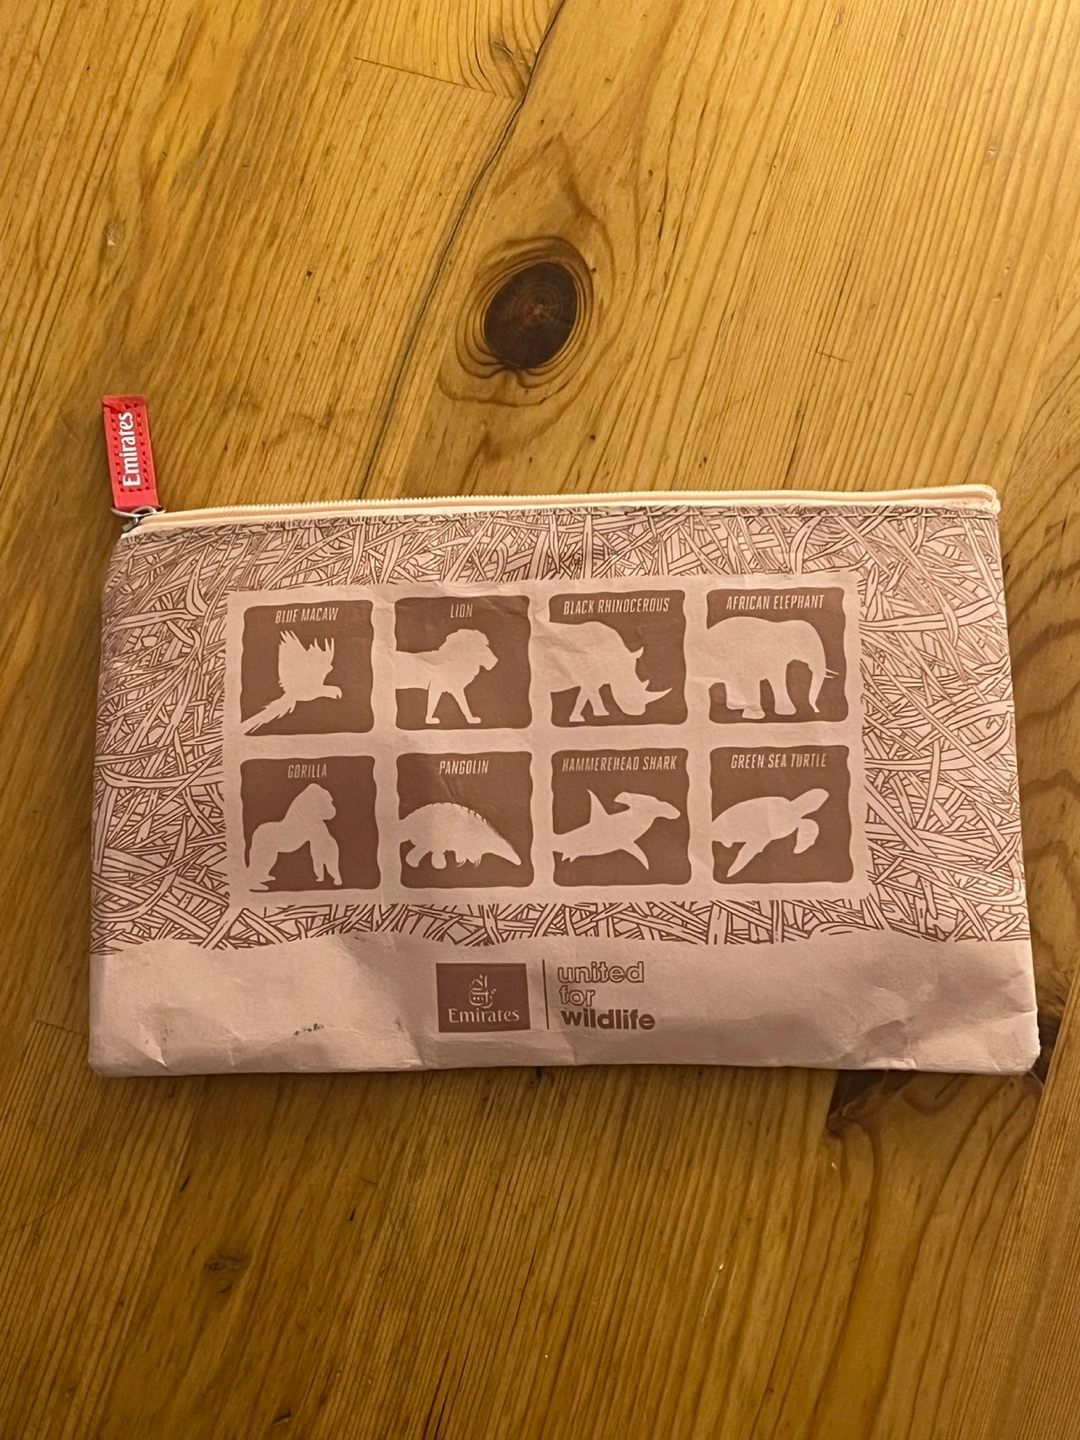 Emirates
BLUE MACAW
LION
BLACK RHINOCEROUS
AFRICAN ELEPHANT
GORILLA
PANGOLIN
HAMMEREHEAD SHARK
GREEN SEA TURTLE
Emirates
united
for
wildlife